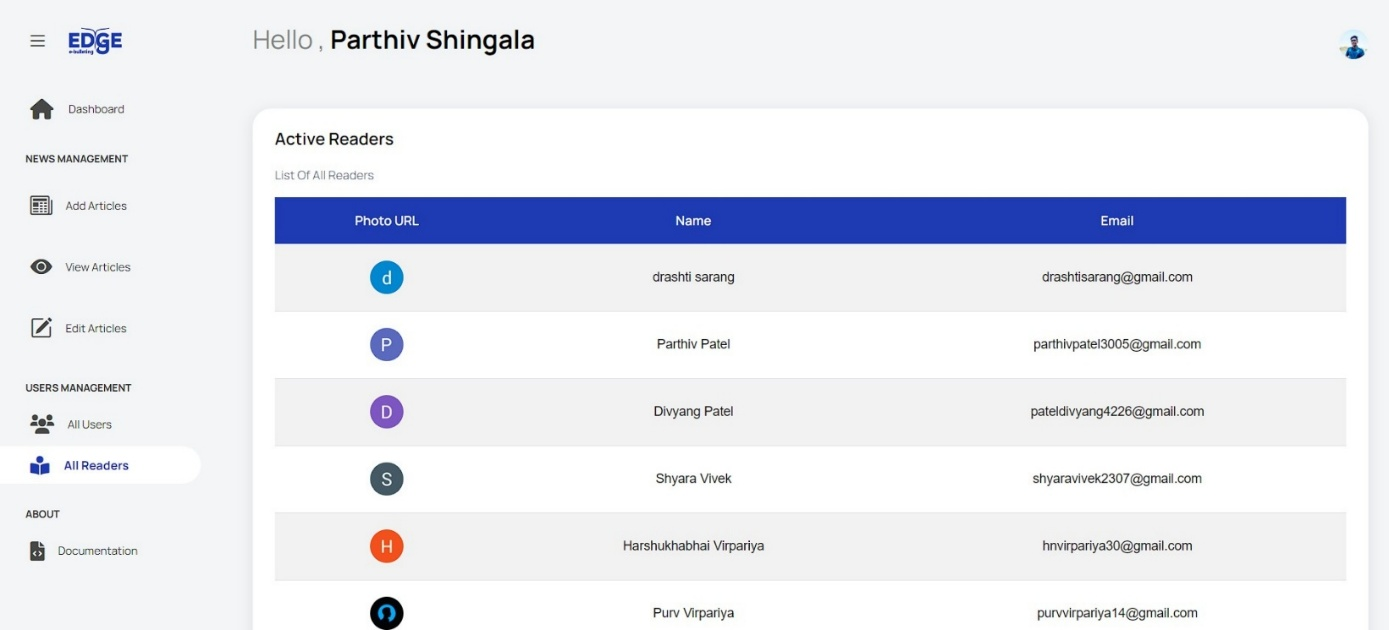 EDGE
Hello , Parthiv Shingala
Dashboard
NEWS MANAGEMENT
Add Articles
View Articles
Edit Articles
USERS MANAGEMENT
All Users
All Readers
ABOUT
Documentation
Active Readers
List Of All Readers
Photo URL Name Email
d drashti sarang drashtisarang@gmail.com
P Parthiv Patel parthivpatel3005@gmail.com
D Divyang Patel pateldivyang4226@gmail.com
S Shyara Vivek shyaravivek2307@gmail.com
H Harshukhabhai Virpariya hnvirpariya30@gmail.com
Purv Virpariya purvvirpariya14@gmail.com